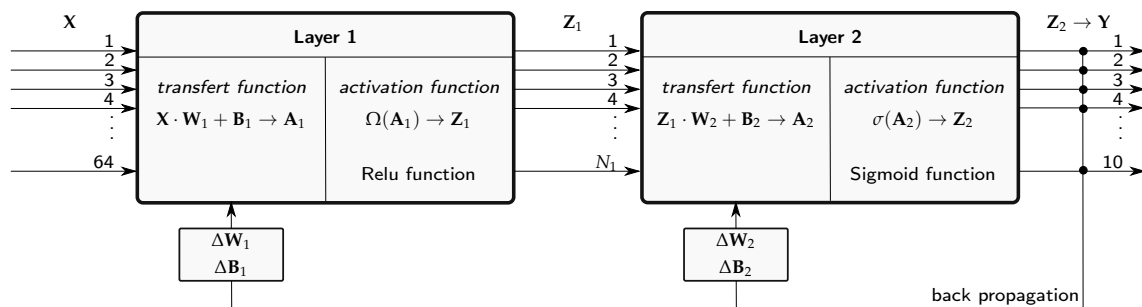 X
Z₁
Z₂ → Y
1
2
3
4
64
Layer 1
transfert function
X · W₁ + B₁ → A₁
activation function
Ω(A₁) → Z₁
Relu function
1
2
3
4
N₁
Layer 2
transfert function
Z₁ · W₂ + B₂ → A₂
activation function
σ(A₂) → Z₂
Sigmoid function
1
2
3
4
10
ΔW₁
ΔB₁
ΔW₂
ΔB₂
back propagation